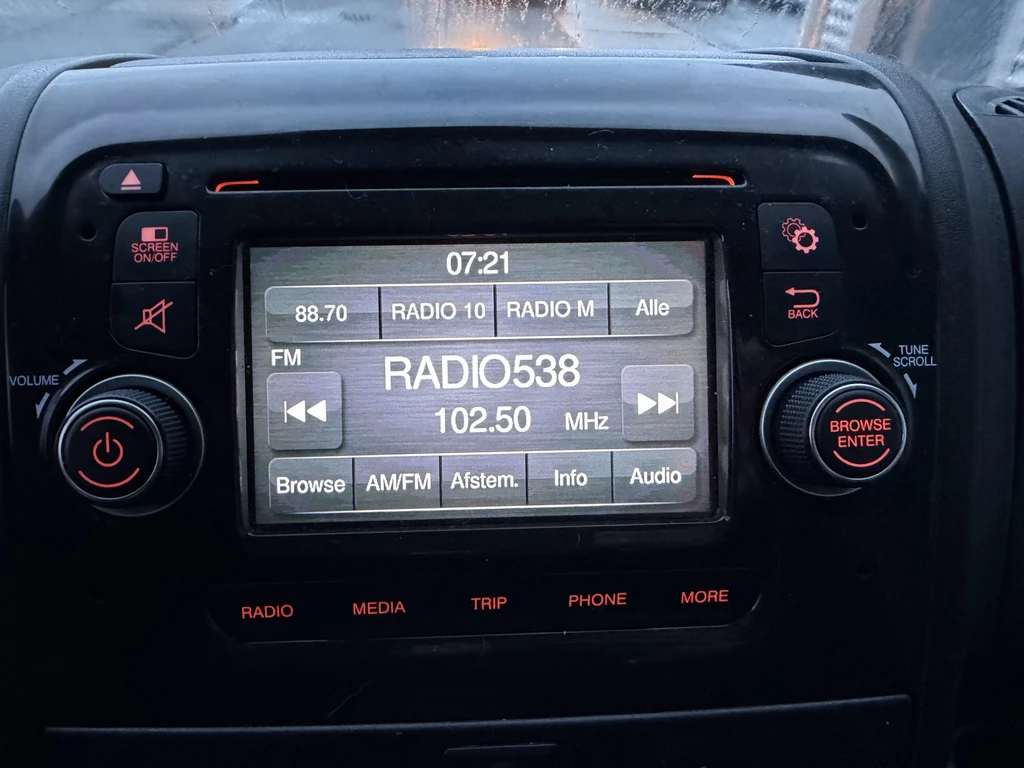 SCREEN
ON/OFF
07:21
88.70 RADIO 10 RADIO M Alle
BACK
FM
RADIO538
102.50 MHz
VOLUME
TUNE
SCROLL
BROWSE
ENTER
Browse AM/FM Afstem. Info Audio
RADIO MEDIA TRIP PHONE MORE